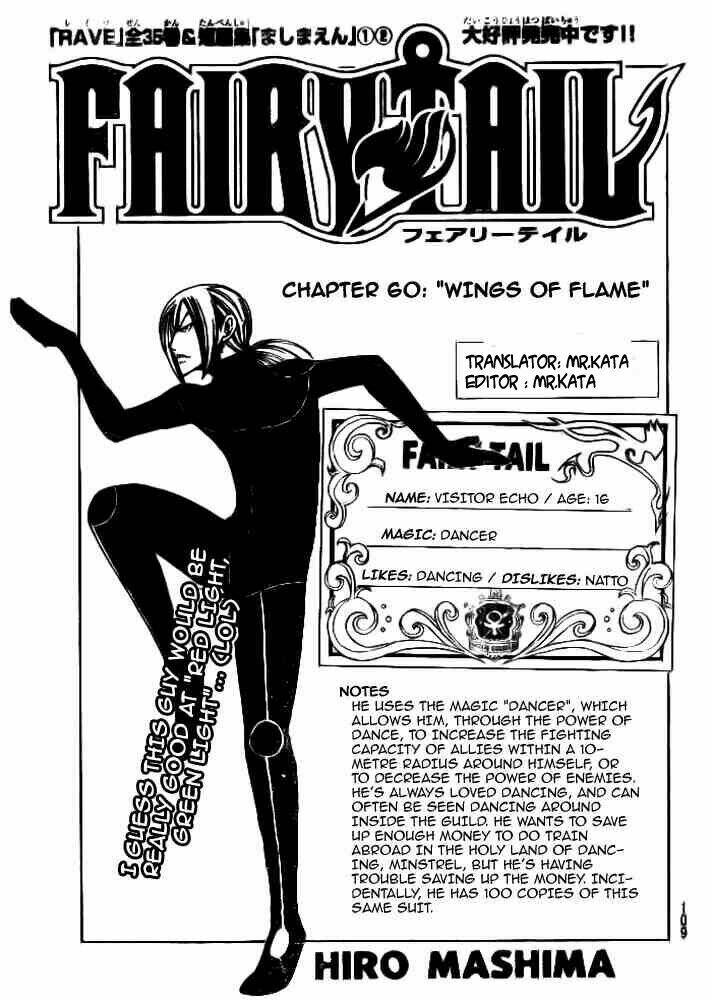 「RAVE」全35巻&短編集「ましまえん」①② 大好評発売中です!!
FAIRY TAIL
フェアリーテイル
CHAPTER 60: "WINGS OF FLAME"
TRANSLATOR: MR.KATA
EDITOR : MR.KATA
FAIRY TAIL
NAME: VISITOR ECHO / AGE: 16
MAGIC: DANCER
LIKES: DANCING / DISLIKES: NATTO
I GUESS THIS GUY WOULD BE
REALLY GOOD AT "RED LIGHT,
GREEN LIGHT"... (LOL)
NOTES
HE USES THE MAGIC "DANCER", WHICH
ALLOWS HIM, THROUGH THE POWER OF
DANCE, TO INCREASE THE FIGHTING
CAPACITY OF ALLIES WITHIN A 10-
METRE RADIUS AROUND HIMSELF, OR
TO DECREASE THE POWER OF ENEMIES.
HE'S ALWAYS LOVED DANCING, AND CAN
OFTEN BE SEEN DANCING AROUND
INSIDE THE GUILD. HE WANTS TO SAVE
UP ENOUGH MONEY TO DO TRAIN
ABROAD IN THE HOLY LAND OF DANC-
ING, MINSTREL, BUT HE'S HAVING
TROUBLE SAVING UP THE MONEY. INCI-
DENTALLY, HE HAS 100 COPIES OF THIS
SAME SUIT.
109
HIRO MASHIMA